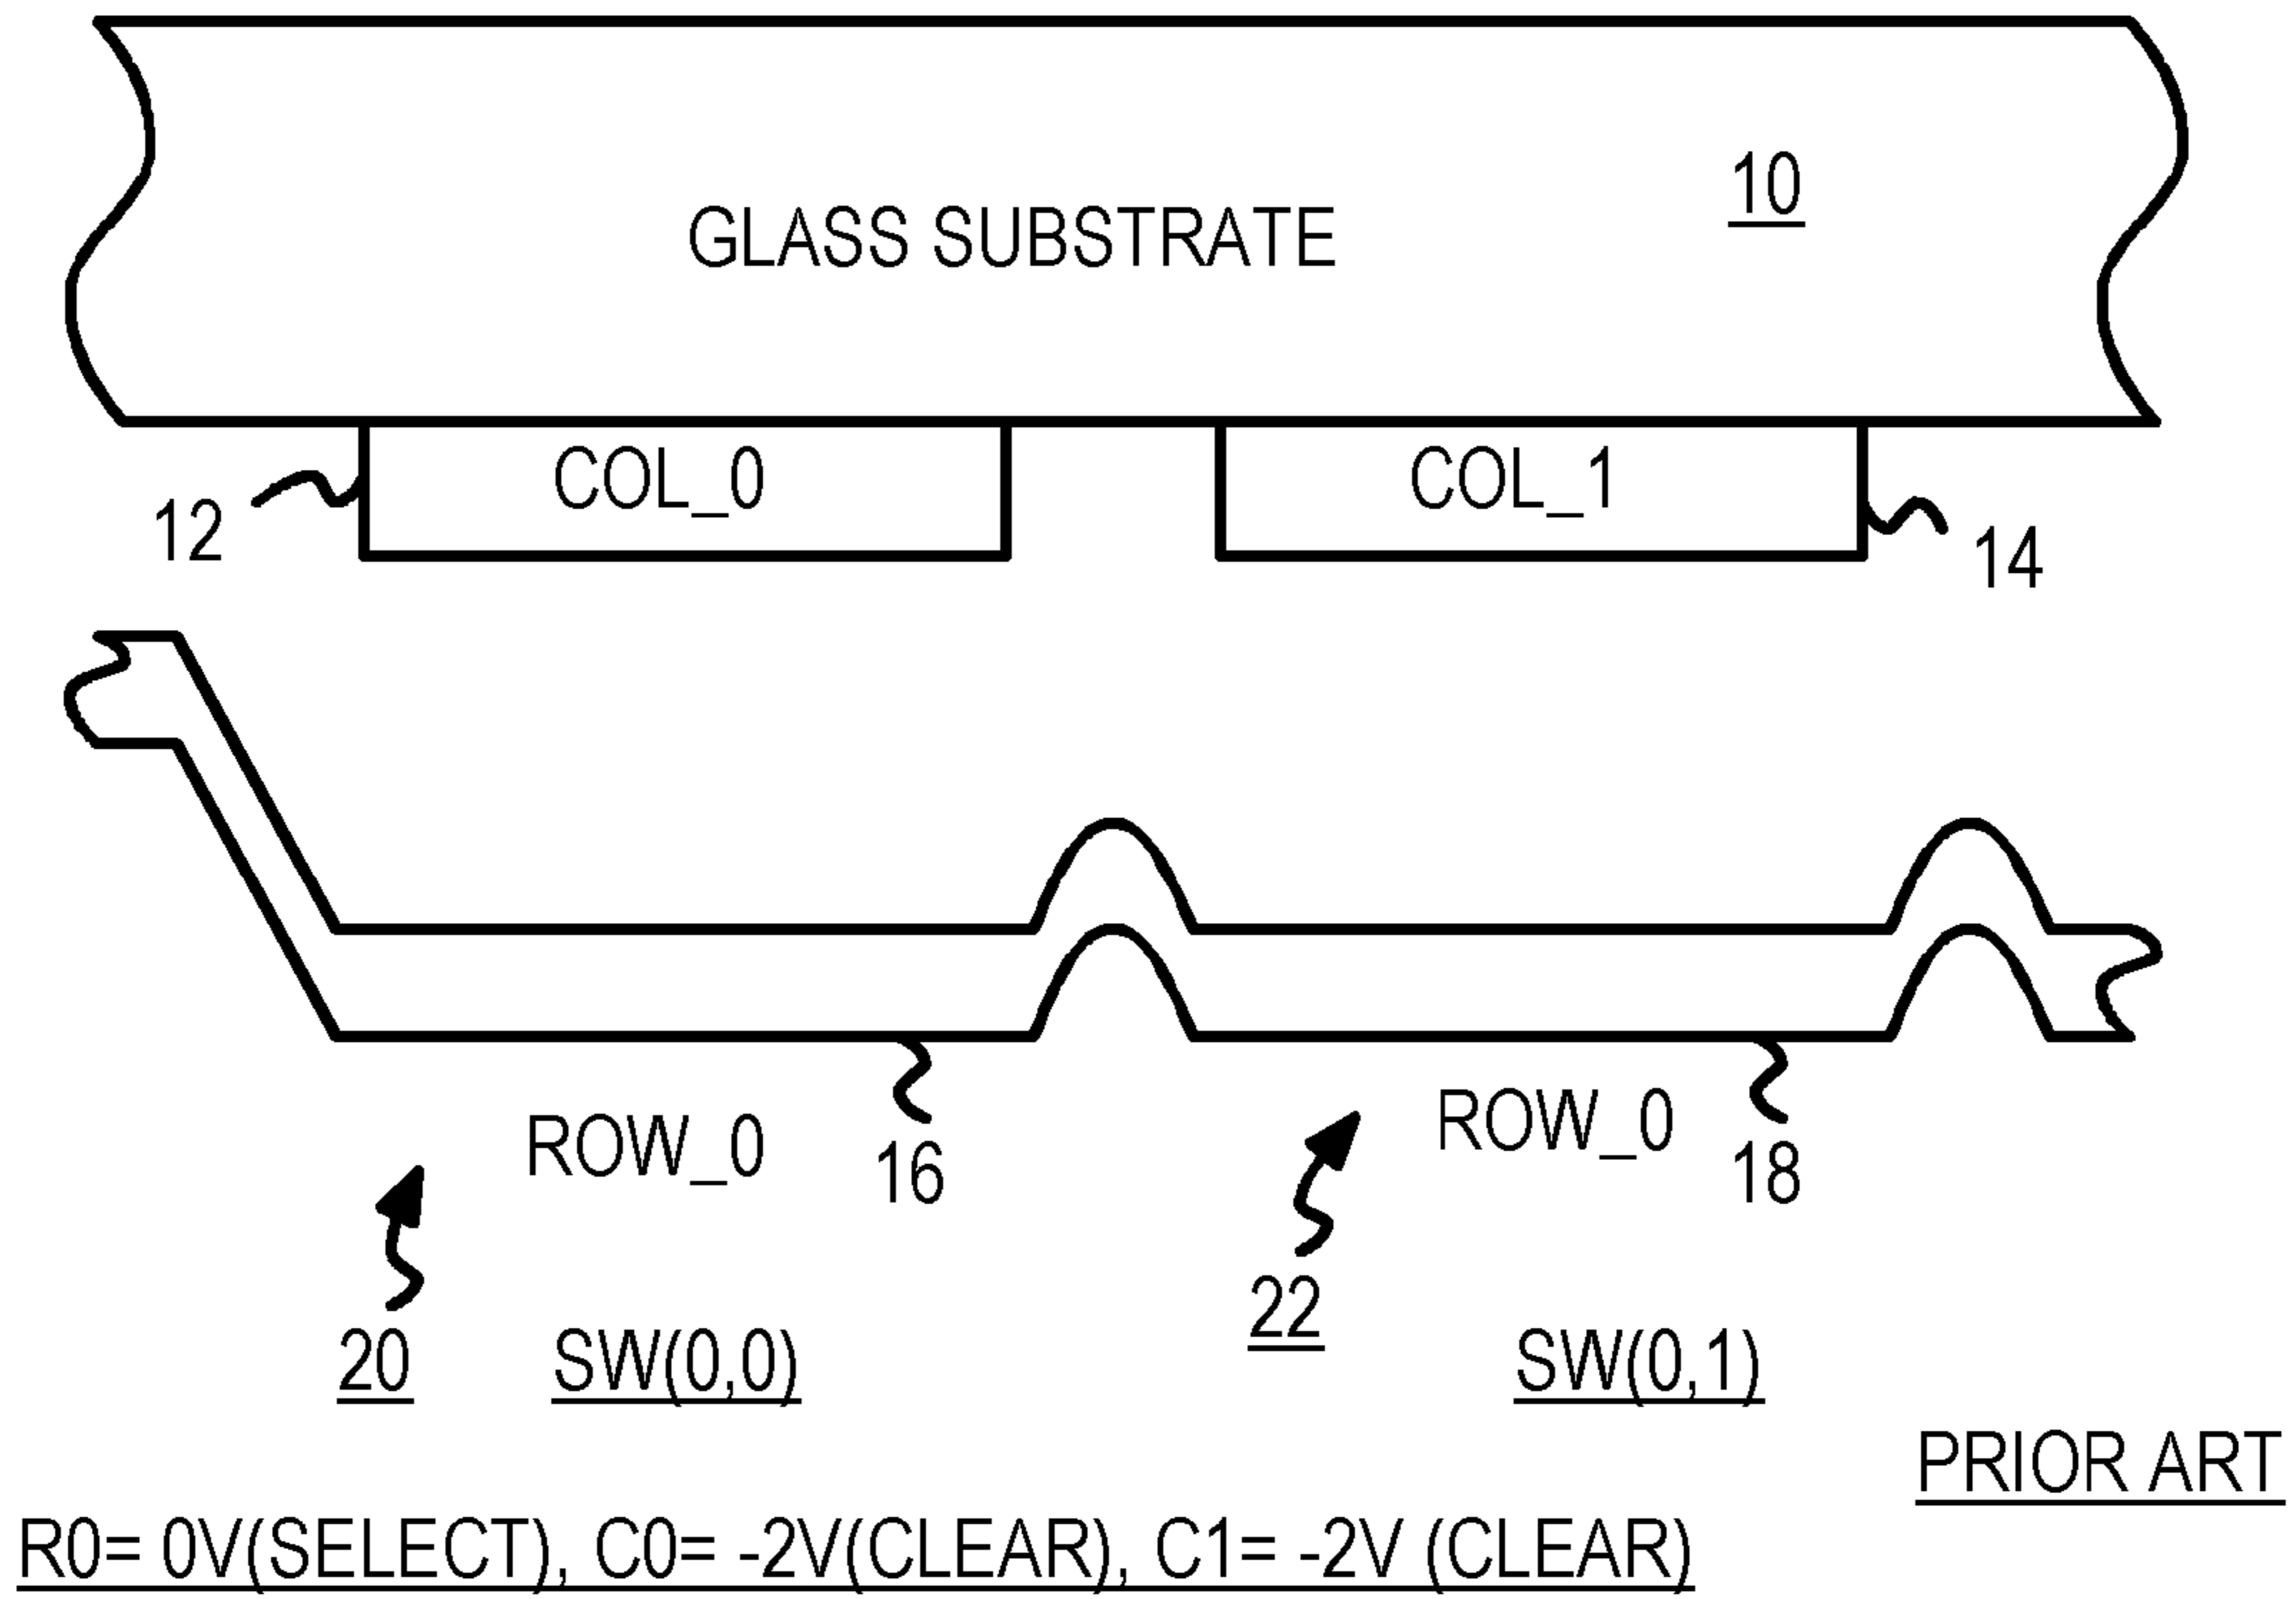 10
GLASS SUBSTRATE
COL_0
COL_1
12
14
ROW_0
16
ROW_0
18
20
SW(0,0)
22
SW(0,1)
PRIOR ART
R0= 0V(SELECT), C0= -2V(CLEAR), C1= -2V (CLEAR)